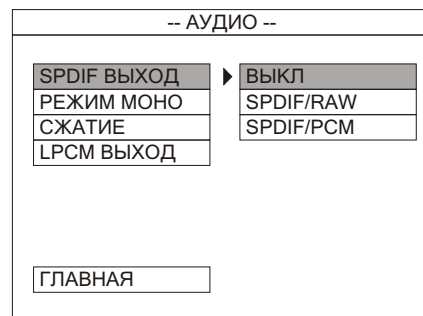 -- АУДИО --
SPDIF ВЫХОД
ВЫКЛ
РЕЖИМ МОНО
SPDIF/RAW
СЖАТИЕ
SPDIF/PCM
LPCM ВЫХОД
ГЛАВНАЯ